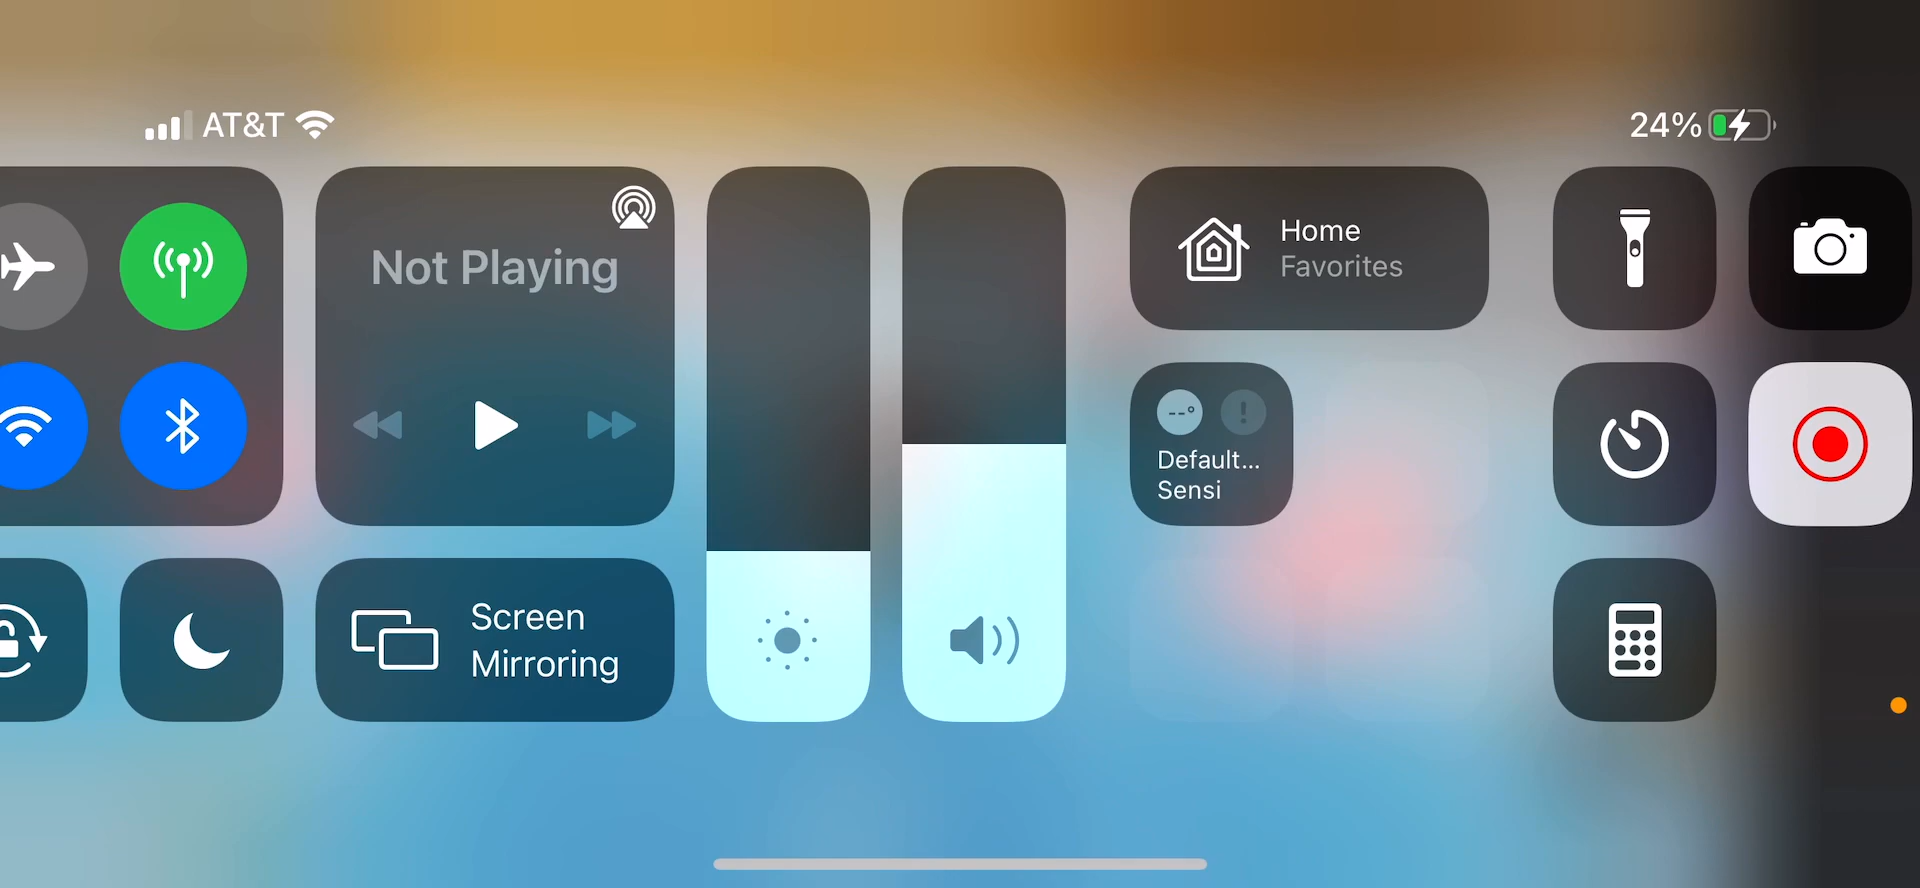 AT&T
24%
Not Playing
Home
Favorites
--°
Default...
Sensi
Screen
Mirroring